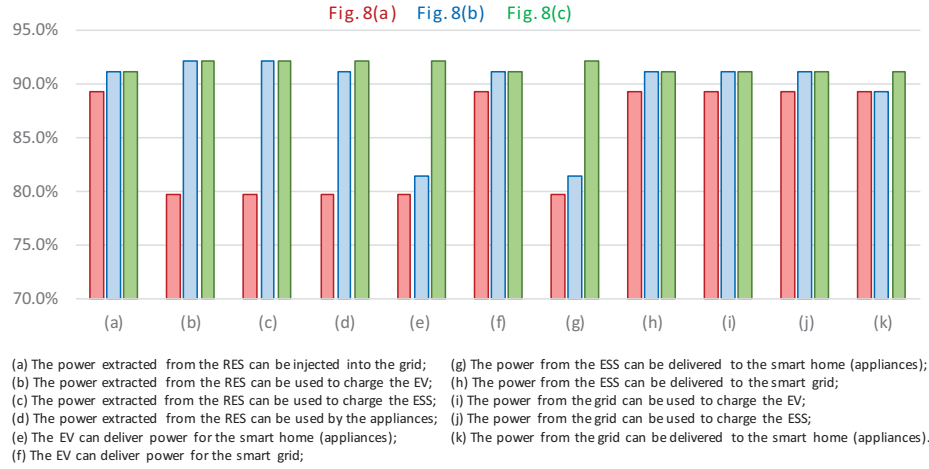 Fig. 8(a) Fig. 8(b) Fig. 8(c)
95.0%
90.0%
85.0%
80.0%
75.0%
70.0%
(a) (b) (c) (d) (e) (f) (g) (h) (i) (j) (k)
(a) The power extracted from the RES can be injected into the grid;
(b) The power extracted from the RES can be used to charge the EV;
(c) The power extracted from the RES can be used to charge the ESS;
(d) The power extracted from the RES can be used by the appliances;
(e) The EV can deliver power for the smart home (appliances);
(f) The EV can deliver power for the smart grid;
(g) The power from the ESS can be delivered to the smart home (appliances);
(h) The power from the ESS can be delivered to the smart grid;
(i) The power from the grid can be used to charge the EV;
(j) The power from the grid can be used to charge the ESS;
(k) The power from the grid can be delivered to the smart home (appliances).